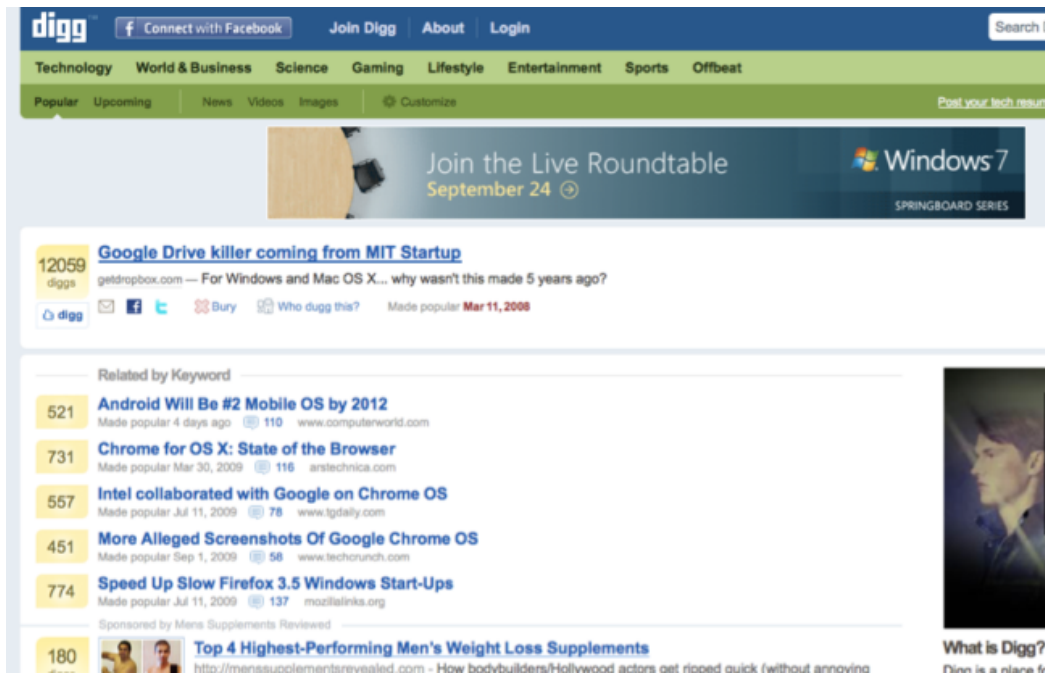 digg
Connect with Facebook
Join Digg
About
Login
Search
Technology
World & Business
Science
Gaming
Lifestyle
Entertainment
Sports
Offbeat
Popular
Upcoming
News
Videos
Images
Customize
Post your tech resum
Join the Live Roundtable
September 24
Windows 7
SPRINGBOARD SERIES
12059
diggs
digg
Google Drive killer coming from MIT Startup
getdropbox.com — For Windows and Mac OS X... why wasn't this made 5 years ago?
Bury
Who dugg this?
Made popular Mar 11, 2008
Related by Keyword
521
Android Will Be #2 Mobile OS by 2012
Made popular 4 days ago 110 www.computerworld.com
731
Chrome for OS X: State of the Browser
Made popular Mar 30, 2009 116 arstechnica.com
557
Intel collaborated with Google on Chrome OS
Made popular Jul 11, 2009 78 www.tgdaily.com
451
More Alleged Screenshots Of Google Chrome OS
Made popular Sep 1, 2009 58 www.techcrunch.com
774
Speed Up Slow Firefox 3.5 Windows Start-Ups
Made popular Jul 11, 2009 137 mozillalinks.org
Sponsored by Mens Supplements Reviewed
180
Top 4 Highest-Performing Men's Weight Loss Supplements
http://menssupplementsrevealed.com - How bodybuilders/Hollywood actors get ripped quick (without annoying
What is Digg?
Digg is a place